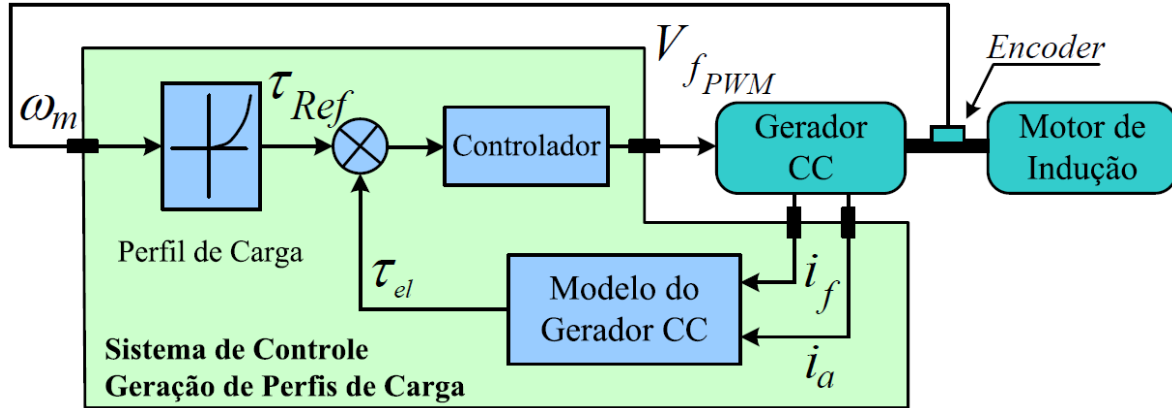 ω_m
Perfil de Carga
τ_Ref
Controlador
V_f_PWM
Gerador
CC
Encoder
Motor de
Indução
i_f
i_a
Modelo do
Gerador CC
τ_el
Sistema de Controle
Geração de Perfis de Carga